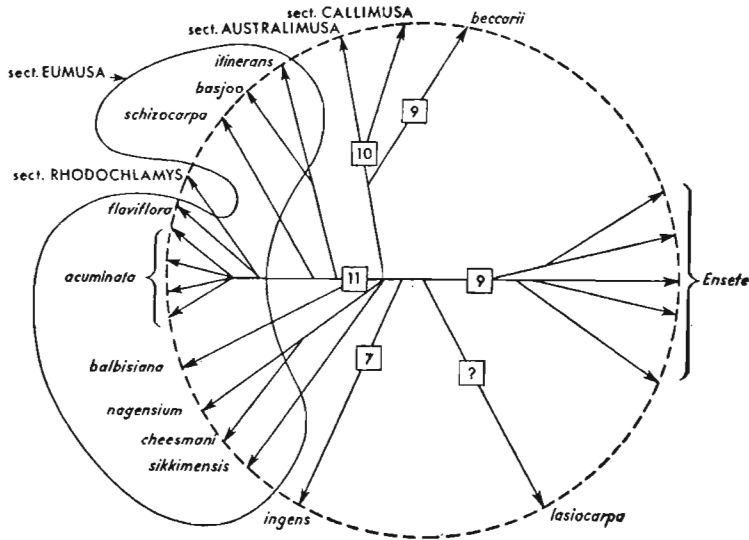 sect. CALLIMUSA
sect. AUSTRALIMUSA
beccarii
itinerans
sect. EUMUSA
basjoo
schizocarpa
9
10
sect. RHODOCHLAMYS
flaviflora
acuminata
11
9
Ensete
balbisiana
7
?
nagensium
cheesmani
sikkimensis
ingens
lasiocarpa